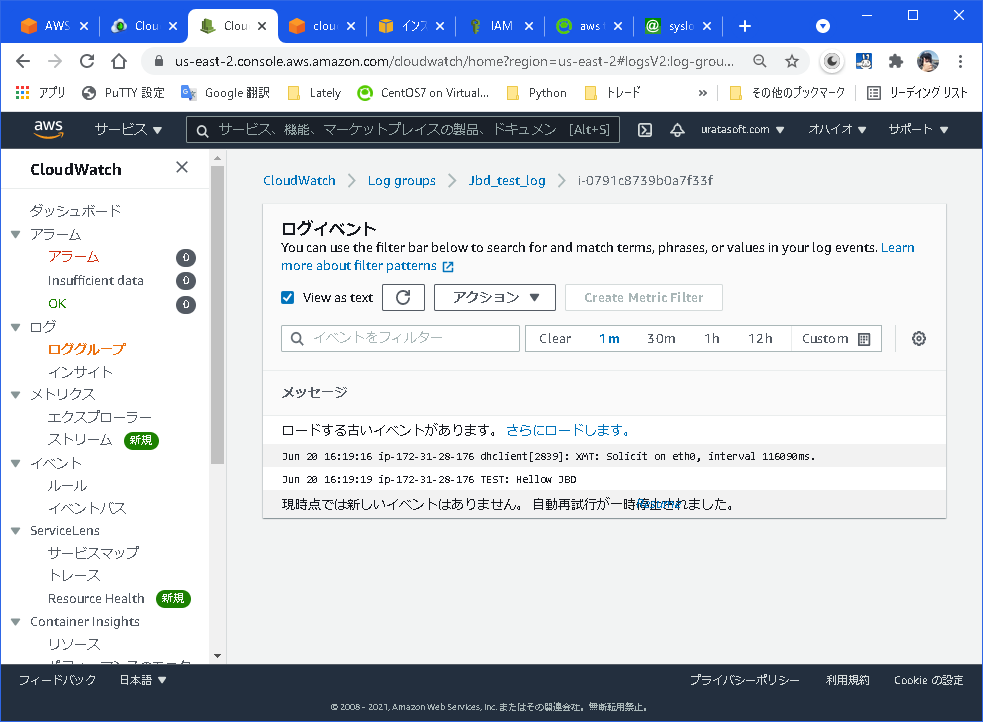 AWS
Clou
Clou
clou
インス
IAM
aws t
syslo
us-east-2.console.aws.amazon.com/cloudwatch/home?region=us-east-2#logsV2:log-grou...
アプリ
PuTTY 設定
Google 翻訳
Lately
CentOS7 on Virtual...
Python
トレード
»
その他のブックマーク
リーディング リスト
aws
サービス ▼
サービス、機能、マーケットプレイスの製品、ドキュメン [Alt+S]
uratasoft.com ▼
オハイオ ▼
サポート ▼
CloudWatch
ダッシュボード
アラーム
アラーム 0
Insufficient data 0
OK 0
ログ
ロググループ
インサイト
メトリクス
エクスプローラー
ストリーム 新規
イベント
ルール
イベントバス
ServiceLens
サービスマップ
トレース
Resource Health 新規
Container Insights
リソース
パフォーマンスのモニタ
CloudWatch > Log groups > Jbd_test_log > i-0791c8739b0a7f33f
ログイベント
You can use the filter bar below to search for and match terms, phrases, or values in your log events. Learn
more about filter patterns
View as text
アクション ▼
Create Metric Filter
イベントをフィルター
Clear 1m 30m 1h 12h Custom
メッセージ
ロードする古いイベントがあります。 さらにロードします。
Jun 20 16:19:16 ip-172-31-28-176 dhclient[2839]: XMT: Solicit on eth0, interval 116090ms.
Jun 20 16:19:19 ip-172-31-28-176 TEST: Hellow JBD
現時点では新しいイベントはありません。 自動再試行が一時停止されました。
フィードバック
日本語 ▼
プライバシーポリシー
利用規約
Cookie の設定
© 2008 - 2021, Amazon Web Services, Inc. またはその関連会社。無断転用禁止。